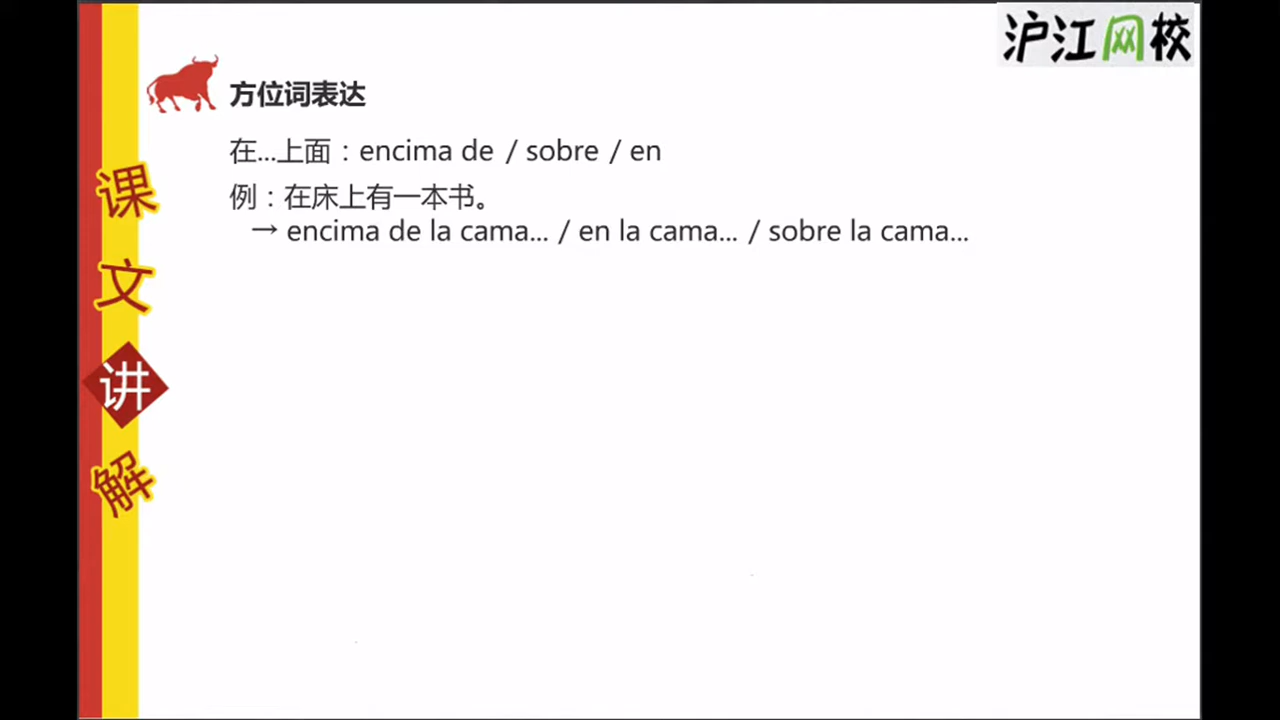 沪江网校
方位词表达
在...上面：encima de / sobre / en
例：在床上有一本书。
→ encima de la cama... / en la cama... / sobre la cama...
课
文
讲
解